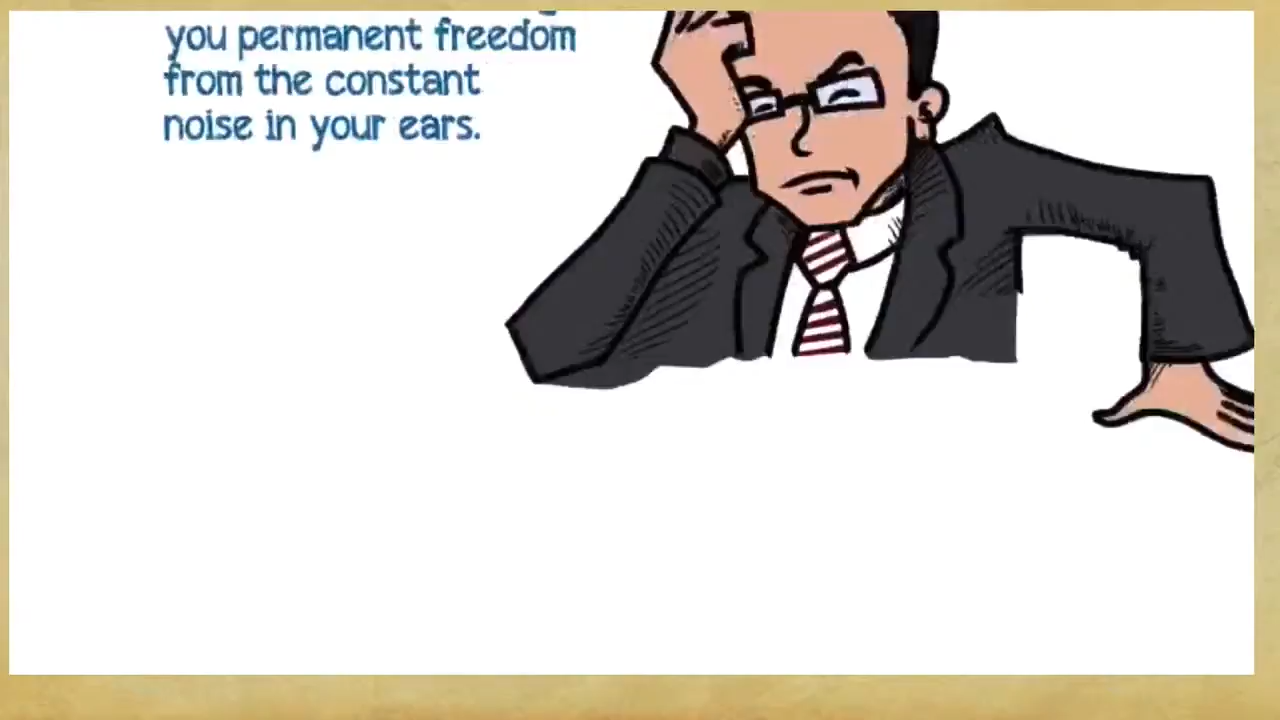 you permanent freedom
from the constant
noise in your ears.